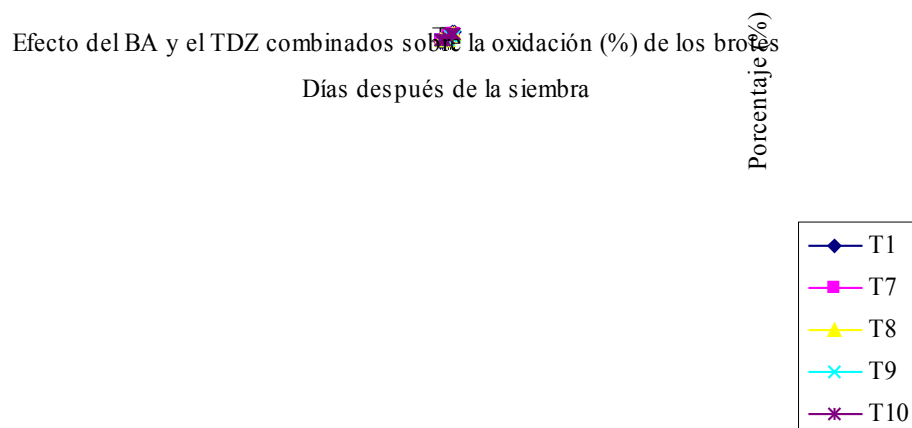 Efecto del BA y el TDZ combinados sobre la oxidación (%) de los brotes
Días después de la siembra
Porcentaje (%)
T1
T7
T8
T9
T10